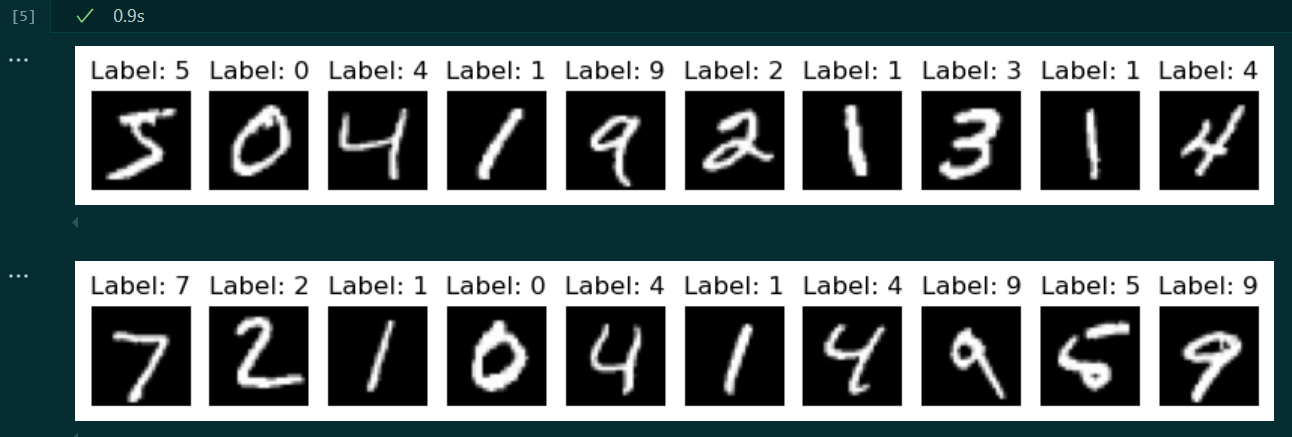 [5] ✓ 0.9s
...
Label: 5 Label: 0 Label: 4 Label: 1 Label: 9 Label: 2 Label: 1 Label: 3 Label: 1 Label: 4
5 0 4 1 9 2 1 3 1 4
...
Label: 7 Label: 2 Label: 1 Label: 0 Label: 4 Label: 1 Label: 4 Label: 9 Label: 5 Label: 9
7 2 1 0 4 1 4 9 5 9